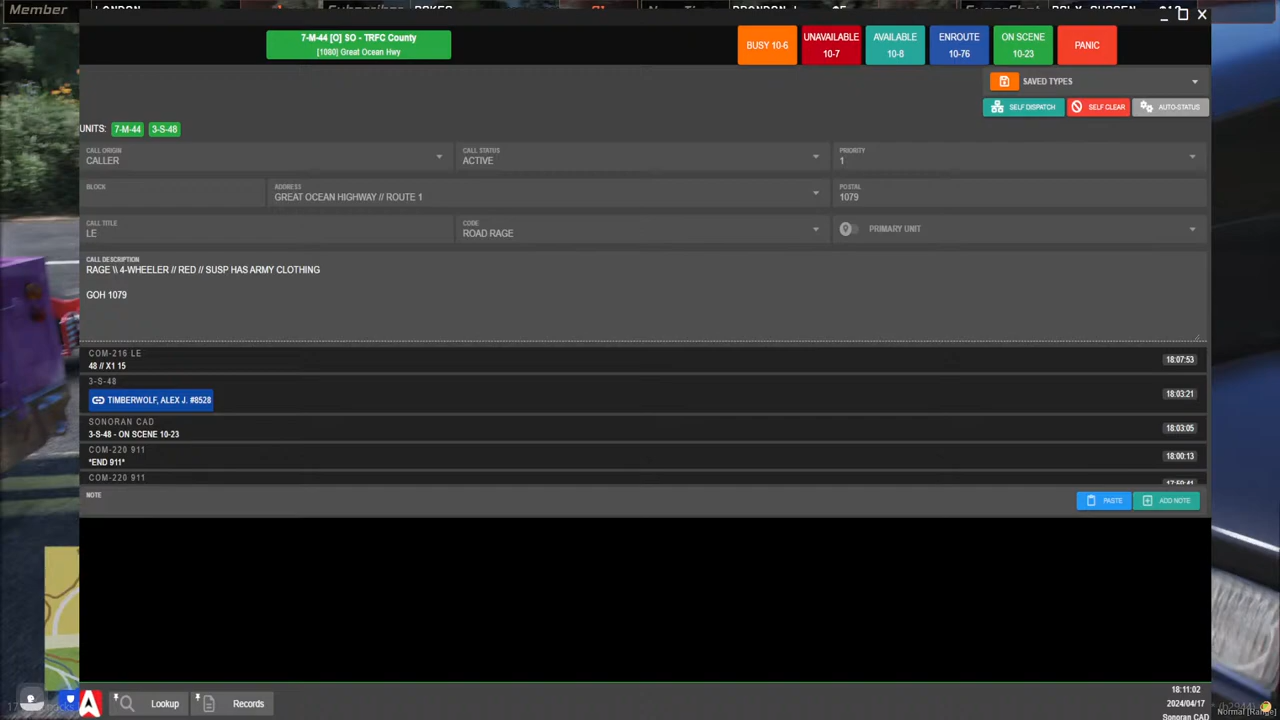 Member
7-M-44 [O] SO - TRFC County
[1080] Great Ocean Hwy
BUSY 10-6
UNAVAILABLE
10-7
AVAILABLE
10-8
ENROUTE
10-76
ON SCENE
10-23
PANIC
SAVED TYPES
SELF DISPATCH
SELF CLEAR
AUTO-STATUS
UNITS: 7-M-44 3-S-48
CALL ORIGIN
CALLER
CALL STATUS
ACTIVE
PRIORITY
1
BLOCK
ADDRESS
GREAT OCEAN HIGHWAY // ROUTE 1
POSTAL
1079
CALL TITLE
LE
CODE
ROAD RAGE
PRIMARY UNIT
CALL DESCRIPTION
RAGE \\ 4-WHEELER // RED // SUSP HAS ARMY CLOTHING
GOH 1079
COM-216 LE
48 // X1 15
18:07:53
3-S-48
TIMBERWOLF, ALEX J. #8528
18:03:21
SONORAN CAD
3-S-48 - ON SCENE 10-23
18:03:05
COM-220 911
*END 911*
18:00:13
COM-220 911
17:59:41
NOTE
PASTE
ADD NOTE
Lookup
Records
18:11:02
2024/04/17
Sonoran CAD
Normal [Range]